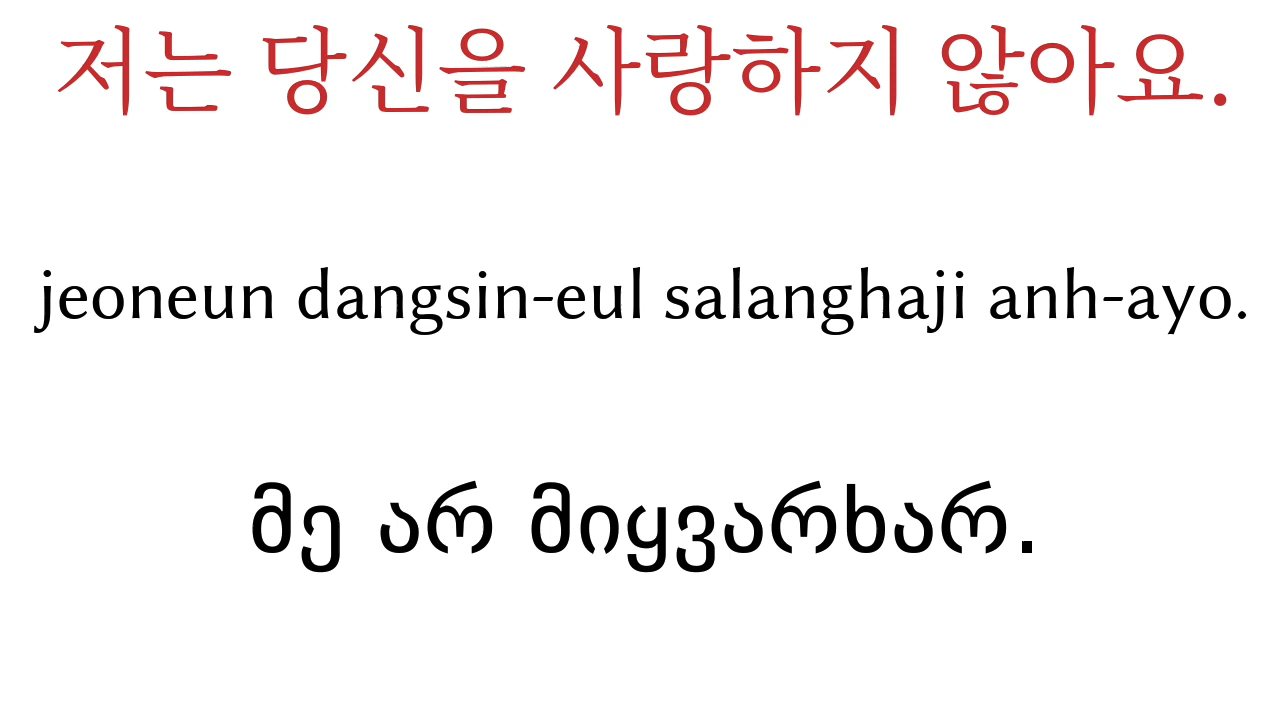 저는 당신을 사랑하지 않아요.
jeoneun dangsin-eul salanghaji anh-ayo.
მე არ მიყვარხარ.